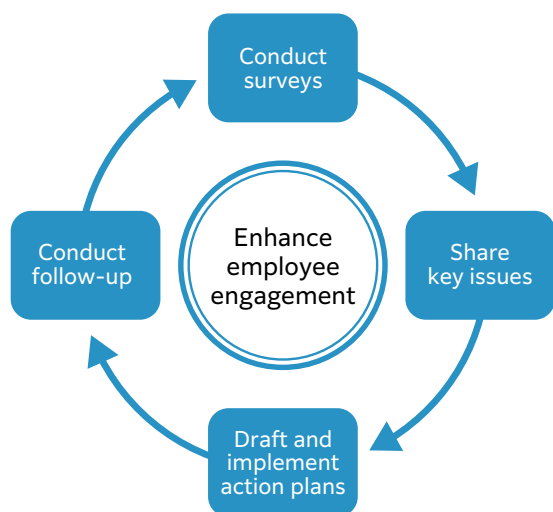 Conduct
surveys
Share
key issues
Draft and
implement
action plans
Conduct
follow-up
Enhance
employee
engagement